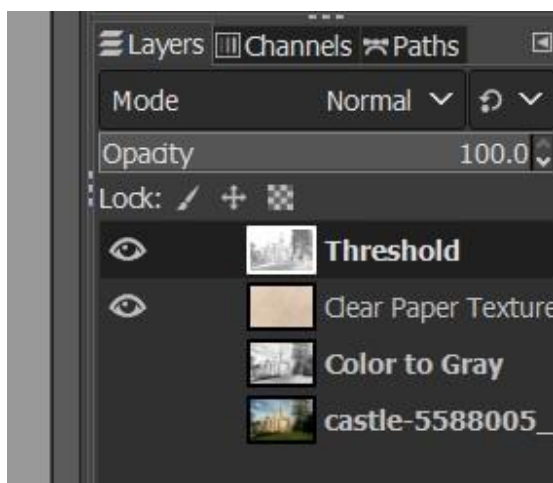 Layers Channels Paths
Mode Normal
Opacity 100.0
Lock:
Threshold
Clear Paper Texture
Color to Gray
castle-5588005_